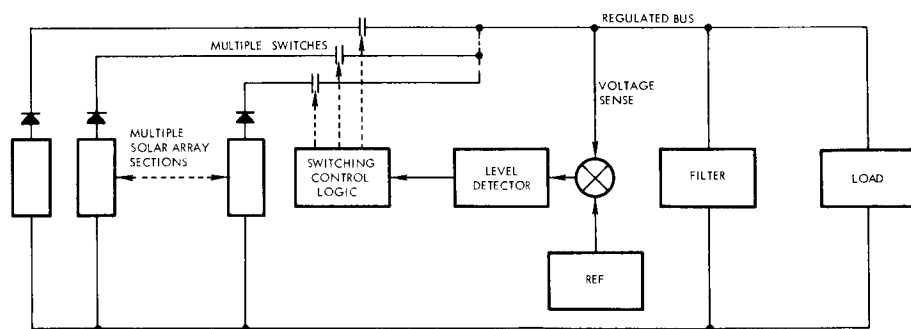 REGULATED BUS
MULTIPLE SWITCHES
VOLTAGE
SENSE
MULTIPLE
SOLAR ARRAY
SECTIONS
SWITCHING
CONTROL
LOGIC
LEVEL
DETECTOR
FILTER
LOAD
REF